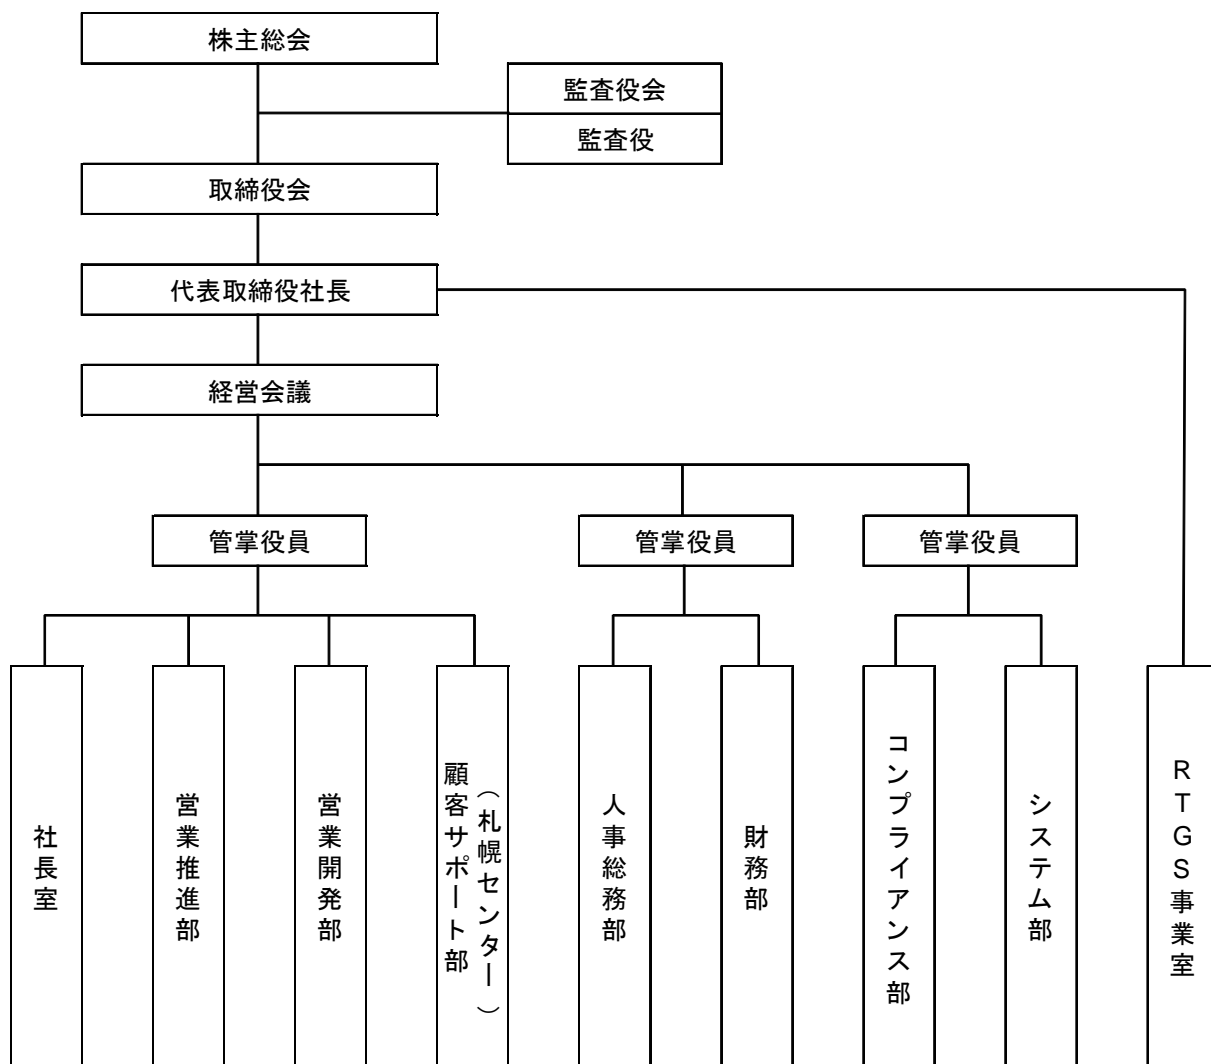 株主総会
監査役会
監査役
取締役会
代表取締役社長
経営会議
管掌役員
管掌役員
管掌役員
社長室
営業推進部
営業開発部
顧客サポート部
（札幌センター）
人事総務部
財務部
コンプライアンス部
システム部
RTGS事業室